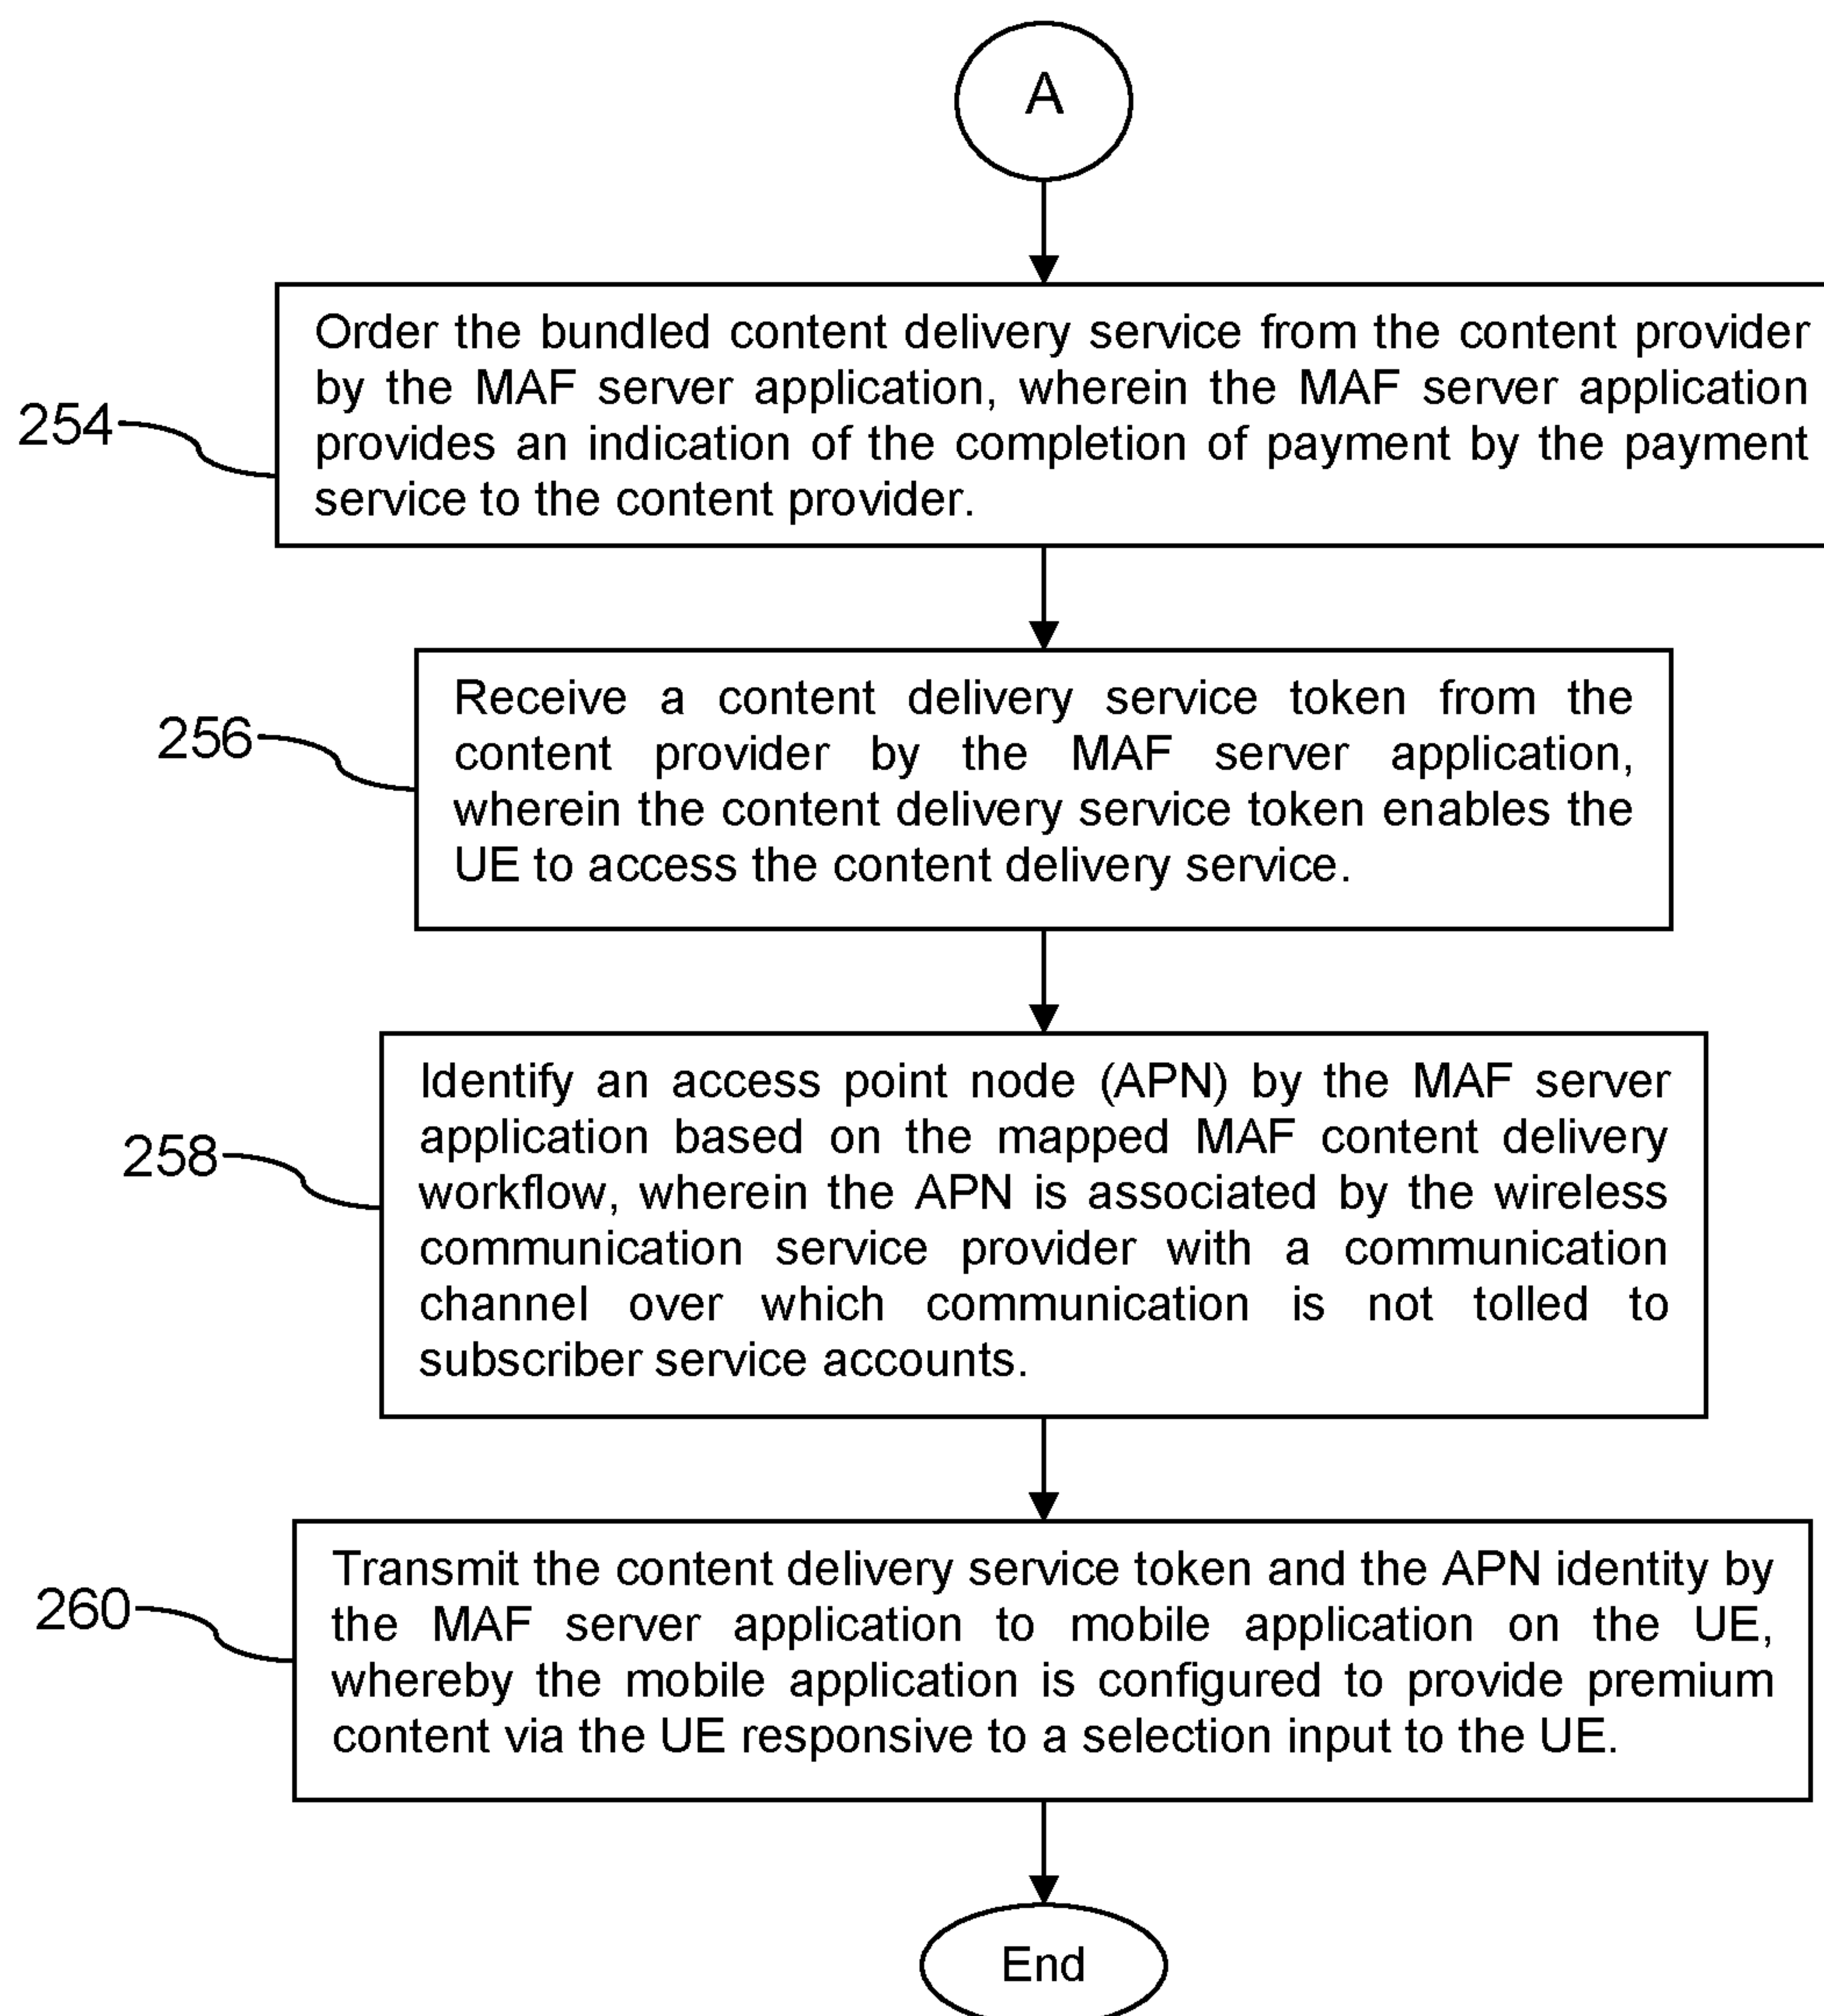 A
Order the bundled content delivery service from the content provider
by the MAF server application, wherein the MAF server application
provides an indication of the completion of payment by the payment
service to the content provider.
254
Receive a content delivery service token from the
content provider by the MAF server application,
wherein the content delivery service token enables the
UE to access the content delivery service.
256
Identify an access point node (APN) by the MAF server
application based on the mapped MAF content delivery
workflow, wherein the APN is associated by the wireless
communication service provider with a communication
channel over which communication is not tolled to
subscriber service accounts.
258
Transmit the content delivery service token and the APN identity by
the MAF server application to mobile application on the UE,
whereby the mobile application is configured to provide premium
content via the UE responsive to a selection input to the UE.
260
End